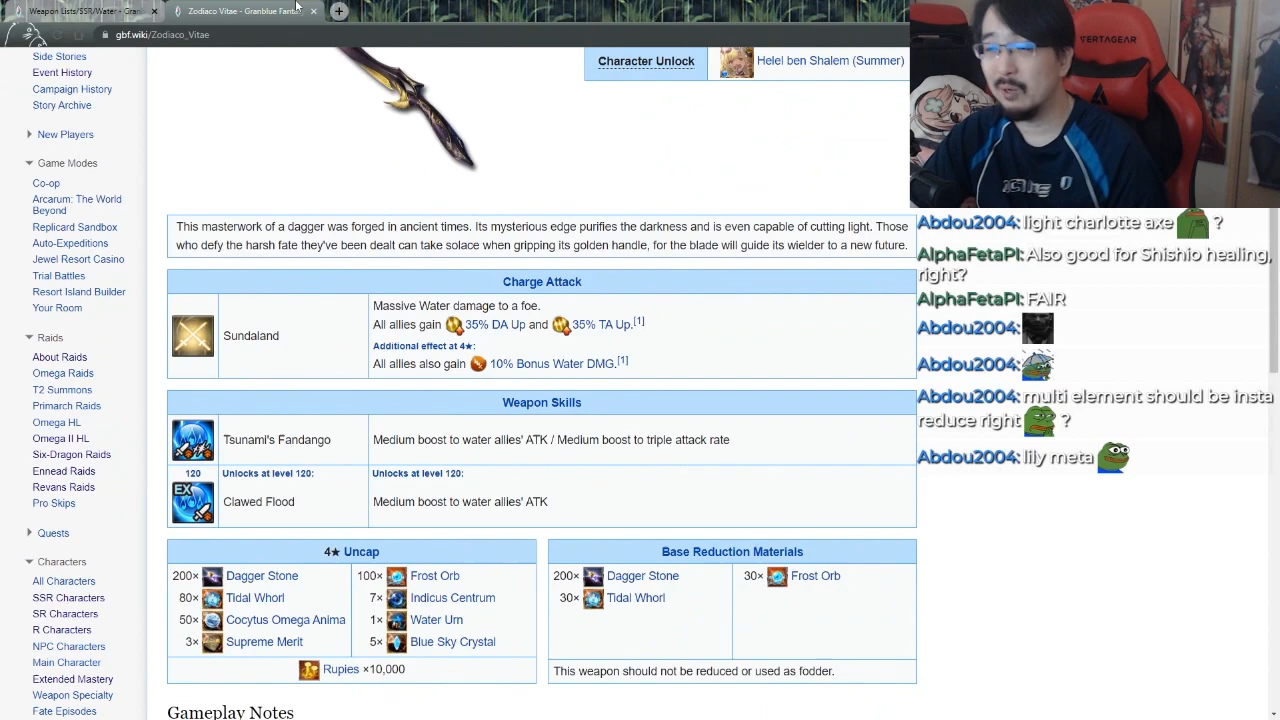 Weapon Lists/SSR/Water - Gran
Zodiaco Vitae - Granblue Fanta
gbf.wiki/Zodiaco_Vitae
VERTAGEAR
Side Stories
Event History
Campaign History
Story Archive
New Players
Game Modes
Co-op
Arcarum: The World
Beyond
Replicard Sandbox
Auto-Expeditions
Jewel Resort Casino
Trial Battles
Resort Island Builder
Your Room
Raids
About Raids
Omega Raids
T2 Summons
Primarch Raids
Omega HL
Omega II HL
Six-Dragon Raids
Ennead Raids
Revans Raids
Pro Skips
Quests
Characters
All Characters
SSR Characters
SR Characters
R Characters
NPC Characters
Main Character
Extended Mastery
Weapon Specialty
Fate Episodes
Character Unlock
Helel ben Shalem (Summer)
This masterwork of a dagger was forged in ancient times. Its mysterious edge purifies the darkness and is even capable of cutting light. Those
who defy the harsh fate they've been dealt can take solace when gripping its golden handle, for the blade will guide its wielder to a new future.
Charge Attack
Sundaland
Massive Water damage to a foe.
All allies gain 35% DA Up and 35% TA Up.[1]
Additional effect at 4★:
All allies also gain 10% Bonus Water DMG.[1]
Weapon Skills
Tsunami's Fandango
Medium boost to water allies' ATK / Medium boost to triple attack rate
120 Unlocks at level 120: Unlocks at level 120:
EX
Clawed Flood
Medium boost to water allies' ATK
4★ Uncap
200× Dagger Stone 100× Frost Orb
80× Tidal Whorl 7× Indicus Centrum
50× Cocytus Omega Anima 1× Water Urn
3× Supreme Merit 5× Blue Sky Crystal
Rupies ×10,000
Base Reduction Materials
200× Dagger Stone 30× Frost Orb
30× Tidal Whorl
This weapon should not be reduced or used as fodder.
Gameplay Notes
Abdou2004: light charlotte axe ?
AlphaFetaPI: Also good for Shishio healing,
right?
AlphaFetaPI: FAIR
Abdou2004:
Abdou2004:
Abdou2004: multi element should be insta
reduce right ?
Abdou2004: lily meta